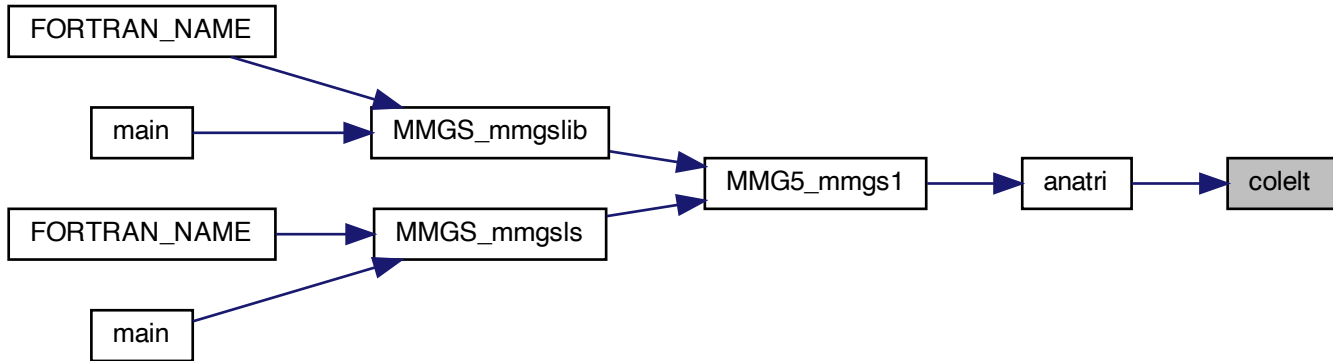 FORTRAN_NAME
main
MMGS_mmgslib
MMG5_mmgs1
anatri
colelt
FORTRAN_NAME
MMGS_mmgsls
main